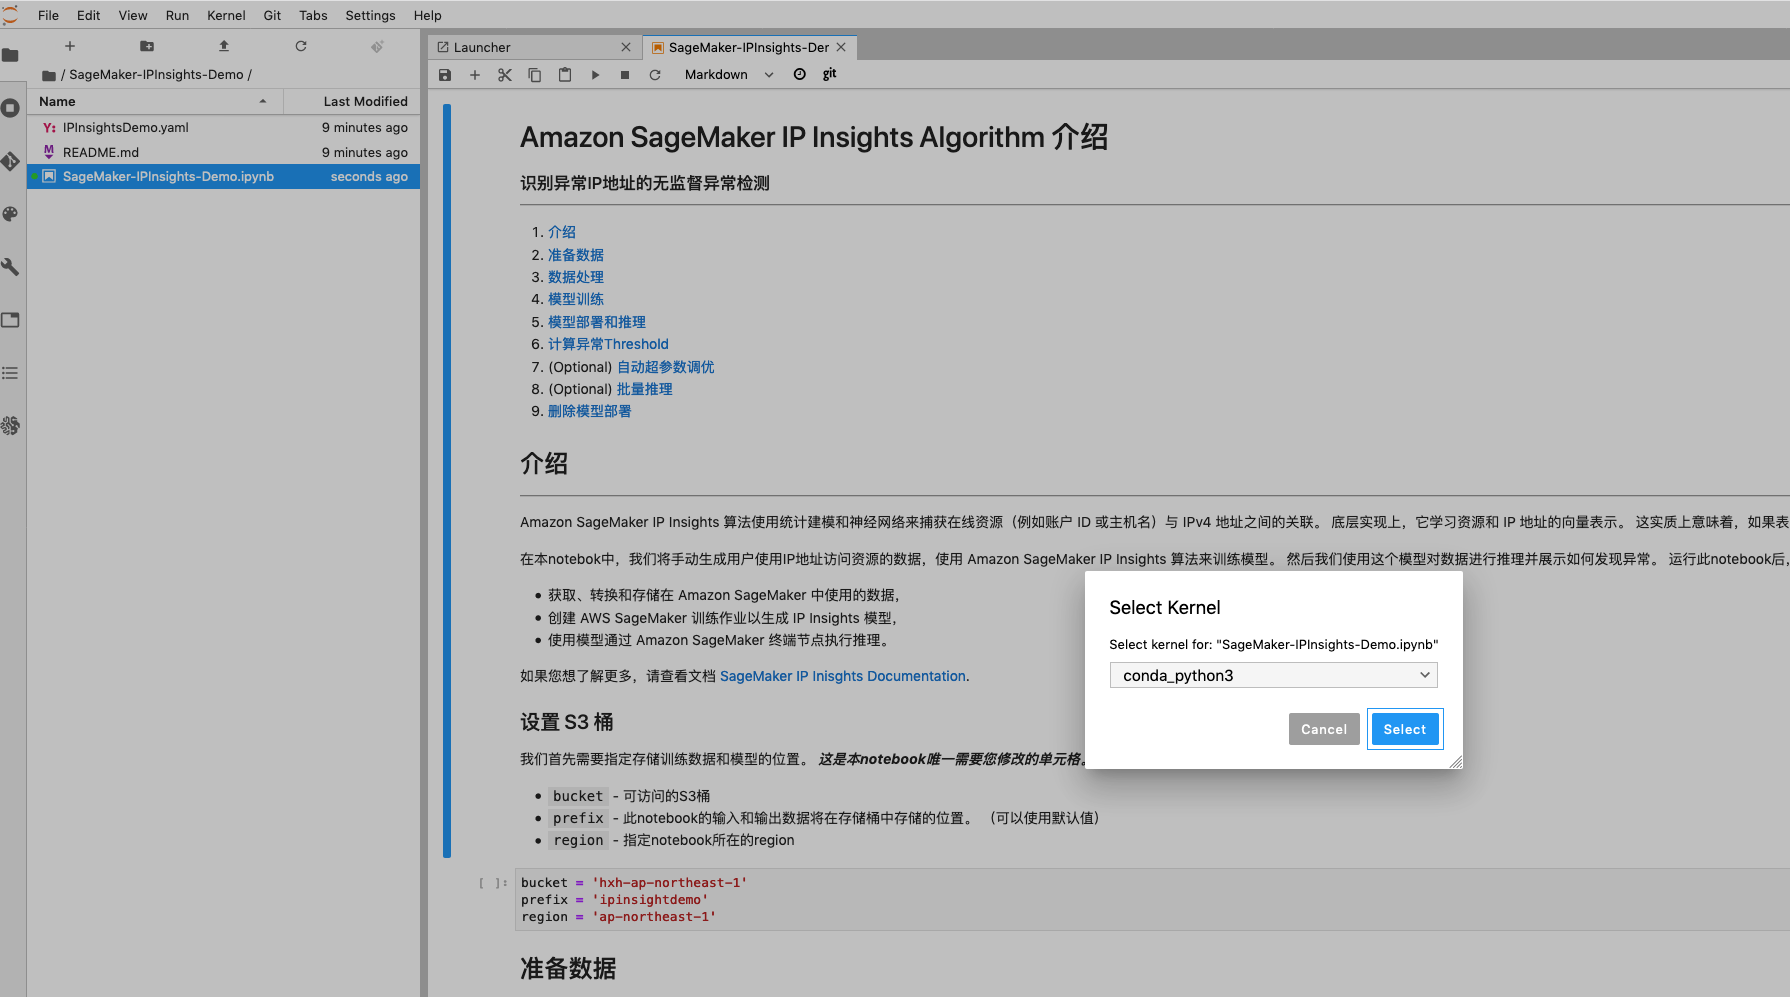 File Edit View Run Kernel Git Tabs Settings Help
/ SageMaker-IPInsights-Demo /
Name Last Modified
Y: IPInsightsDemo.yaml 9 minutes ago
M README.md 9 minutes ago
SageMaker-IPInsights-Demo.ipynb seconds ago
Launcher SageMaker-IPInsights-Der
Markdown git
Amazon SageMaker IP Insights Algorithm 介绍
识别异常IP地址的无监督异常检测
1. 介绍
2. 准备数据
3. 数据处理
4. 模型训练
5. 模型部署和推理
6. 计算异常Threshold
7. (Optional) 自动超参数调优
8. (Optional) 批量推理
9. 删除模型部署
介绍
Amazon SageMaker IP Insights 算法使用统计建模和神经网络来捕获在线资源（例如账户 ID 或主机名）与 IPv4 地址之间的关联。 底层实现上，它学习资源和 IP 地址的向量表示。 这实质上意味着，如果表
在本notebok中，我们将手动生成用户使用IP地址访问资源的数据，使用 Amazon SageMaker IP Insights 算法来训练模型。 然后我们使用这个模型对数据进行推理并展示如何发现异常。 运行此notebook后，
• 获取、转换和存储在 Amazon SageMaker 中使用的数据，
• 创建 AWS SageMaker 训练作业以生成 IP Insights 模型，
• 使用模型通过 Amazon SageMaker 终端节点执行推理。
如果您想了解更多，请查看文档 SageMaker IP Inisghts Documentation.
设置 S3 桶
我们首先需要指定存储训练数据和模型的位置。 这是本notebook唯一需要您修改的单元格。
• bucket - 可访问的S3桶
• prefix - 此notebook的输入和输出数据将在存储桶中存储的位置。 （可以使用默认值）
• region - 指定notebook所在的region
[ ]: bucket = 'hxh-ap-northeast-1'
prefix = 'ipinsightdemo'
region = 'ap-northeast-1'
准备数据
Select Kernel
Select kernel for: "SageMaker-IPInsights-Demo.ipynb"
conda_python3
Cancel Select